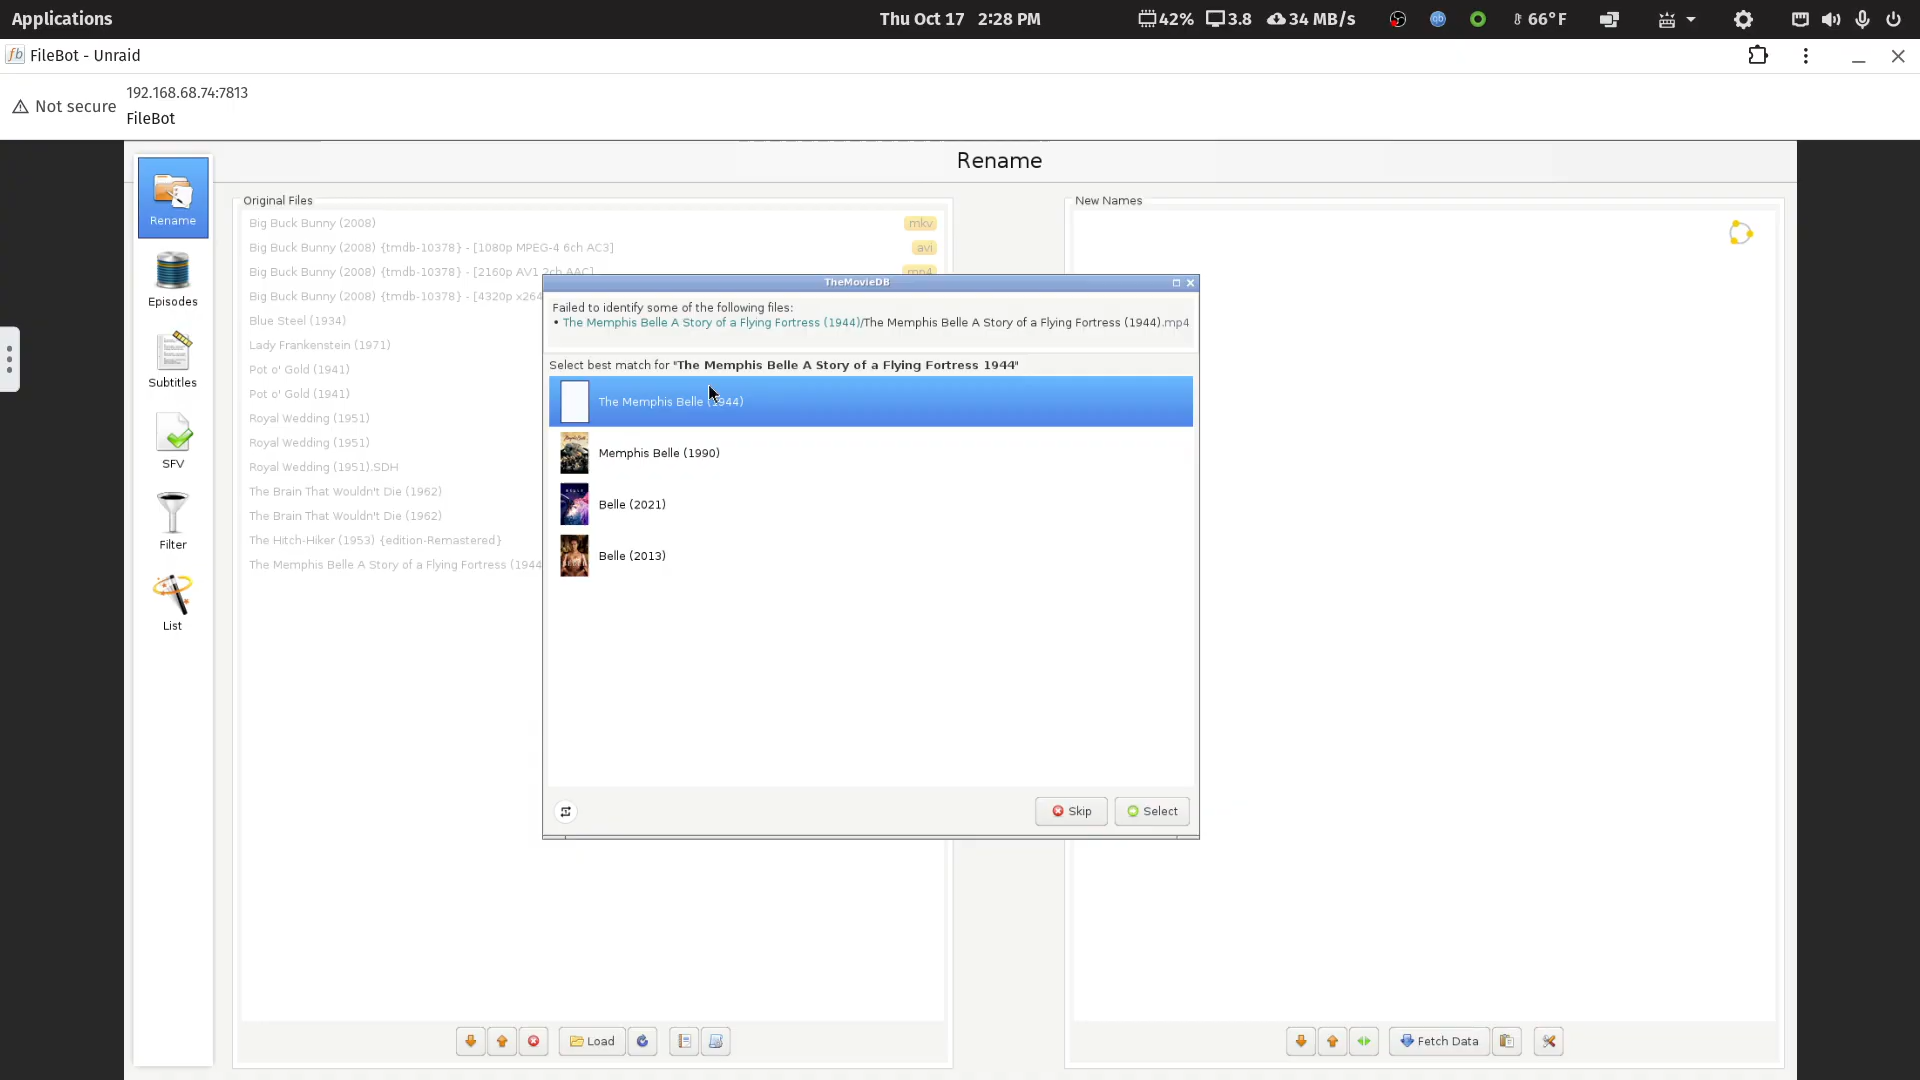 Applications
Thu Oct 17 2:28 PM
42% 3.8 34 MB/s 66°F
FileBot - Unraid
Not secure
192.168.68.74:7813
FileBot
Rename
Rename
Episodes
Subtitles
SFV
Filter
List
Original Files
Big Buck Bunny (2008) mkv
Big Buck Bunny (2008) {tmdb-10378} - [1080p MPEG-4 6ch AC3] avi
Big Buck Bunny (2008) {tmdb-10378} - [2160p AV1 2ch AAC] mp4
Big Buck Bunny (2008) {tmdb-10378} - [4320p x264
Blue Steel (1934)
Lady Frankenstein (1971)
Pot o' Gold (1941)
Pot o' Gold (1941)
Royal Wedding (1951)
Royal Wedding (1951)
Royal Wedding (1951).SDH
The Brain That Wouldn't Die (1962)
The Brain That Wouldn't Die (1962)
The Hitch-Hiker (1953) {edition-Remastered}
The Memphis Belle A Story of a Flying Fortress (1944
TheMovieDB
Failed to identify some of the following files:
• The Memphis Belle A Story of a Flying Fortress (1944)/The Memphis Belle A Story of a Flying Fortress (1944).mp4
Select best match for "The Memphis Belle A Story of a Flying Fortress 1944"
The Memphis Belle (1944)
Memphis Belle (1990)
Belle (2021)
Belle (2013)
Skip
Select
New Names
Load
Fetch Data